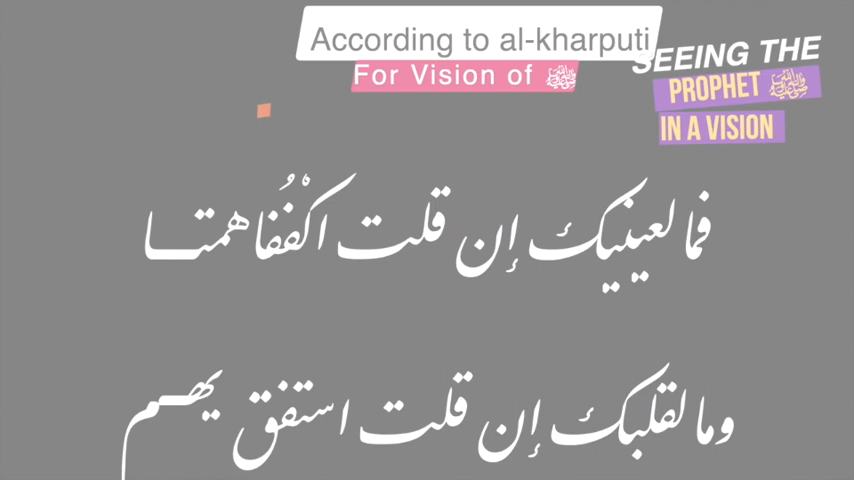 According to al-kharputi
For Vision of ﷺ
SEEING THE
PROPHET ﷺ
IN A VISION
فما لعينيك إن قلت اكْفُفْا همتا
وما لقلبك إن قلت استفق يهم